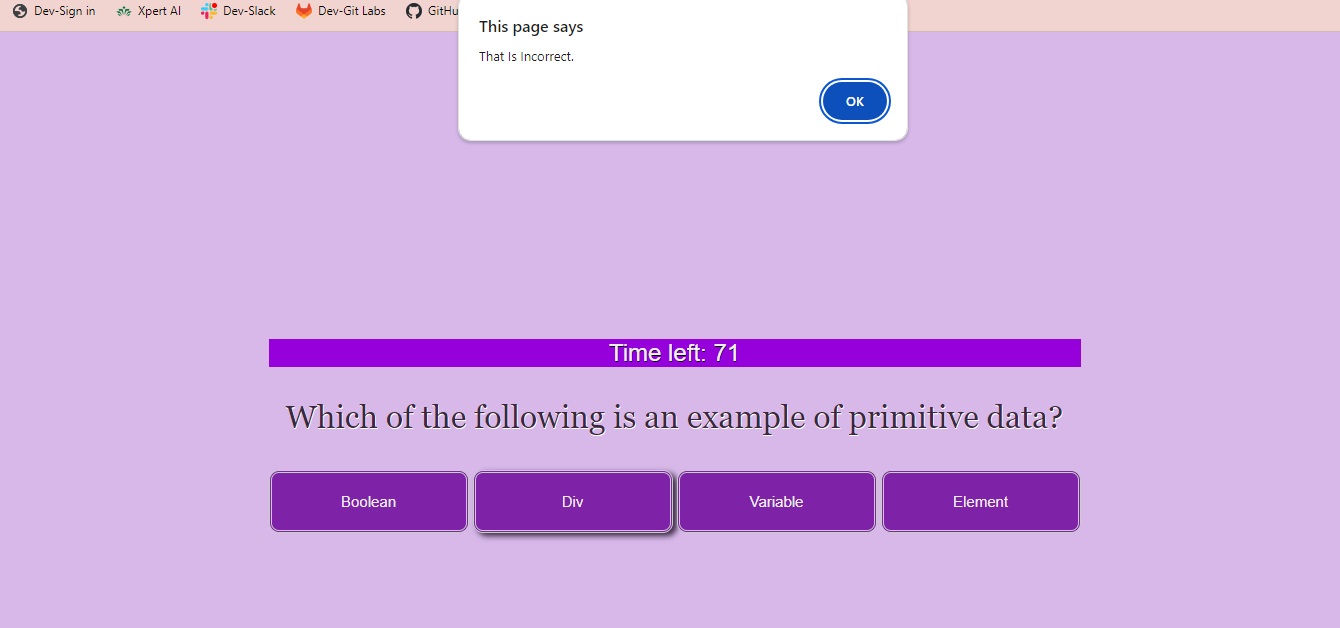 Dev-Sign in Xpert AI Dev-Slack Dev-Git Labs GitHu
This page says
That Is Incorrect.
OK
Time left: 71
Which of the following is an example of primitive data?
Boolean Div Variable Element